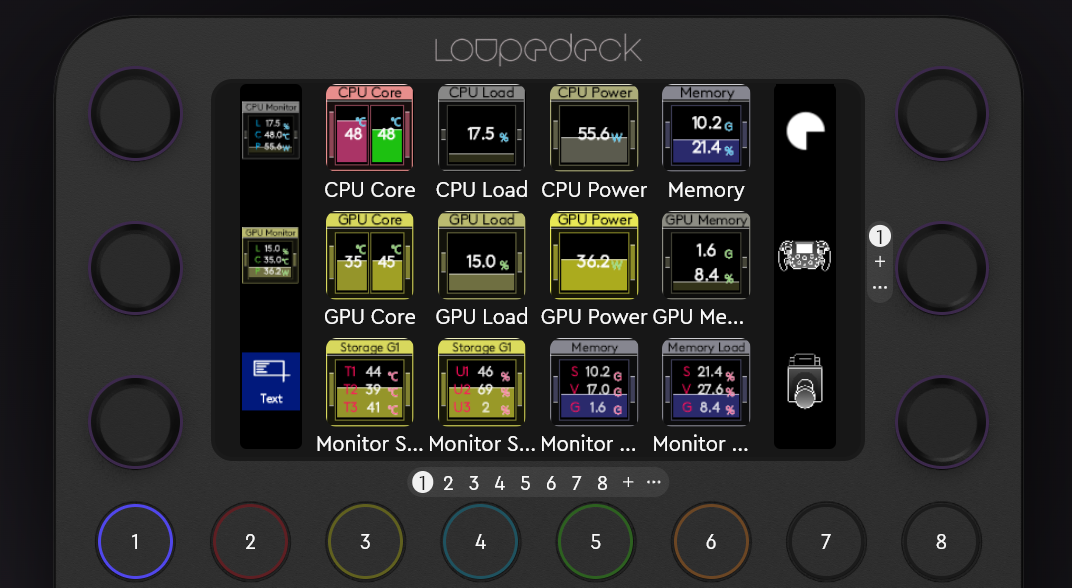 Loupedeck
CPU Monitor
L 17.5 %
C 48.0℃
P 55.6W
CPU Core
℃ ℃
48 48
CPU Core
CPU Load
17.5 %
CPU Load
CPU Power
55.6W
CPU Power
Memory
10.2 G
21.4 %
Memory
GPU Monitor
L 15.0 %
C 35.0℃
P 36.2W
GPU Core
℃ ℃
35 45
GPU Core
GPU Load
15.0 %
GPU Load
GPU Power
36.2W
GPU Power
GPU Memory
1.6 G
8.4 %
GPU Me...
Text
Storage G1
T1 44 ℃
T2 39 ℃
T3 41 ℃
Monitor S...
Storage G1
U1 46 %
U2 69 %
U3 2 %
Monitor S...
Memory
S 10.2 G
V 17.0 G
G 1.6 G
Monitor ...
Memory Load
S 21.4 %
V 27.6 %
G 8.4 %
Monitor ...
1
+
...
1 2 3 4 5 6 7 8 + ...
1 2 3 4 5 6 7 8